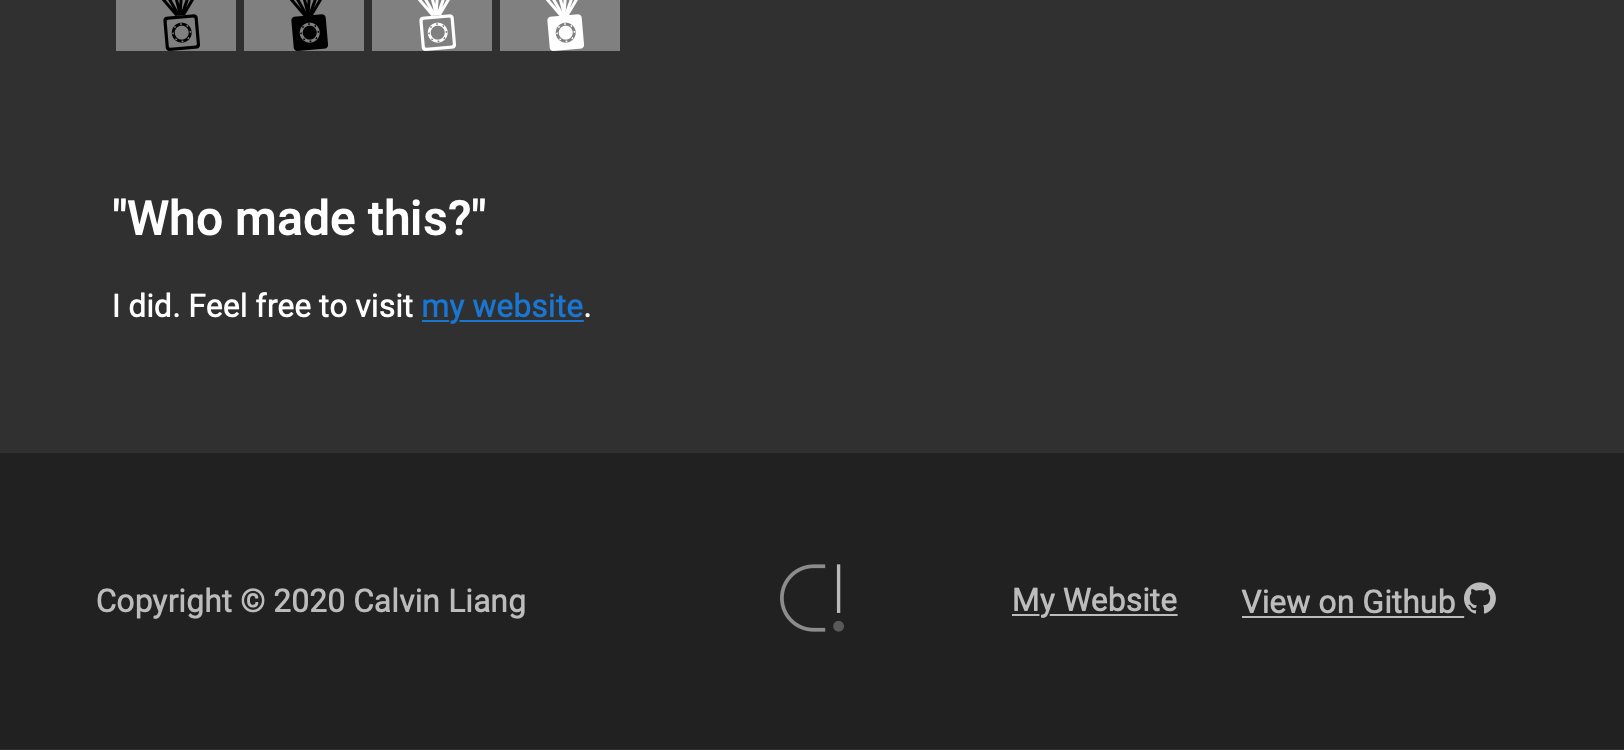 "Who made this?"
I did. Feel free to visit my website.
Copyright © 2020 Calvin Liang
My Website
View on Github